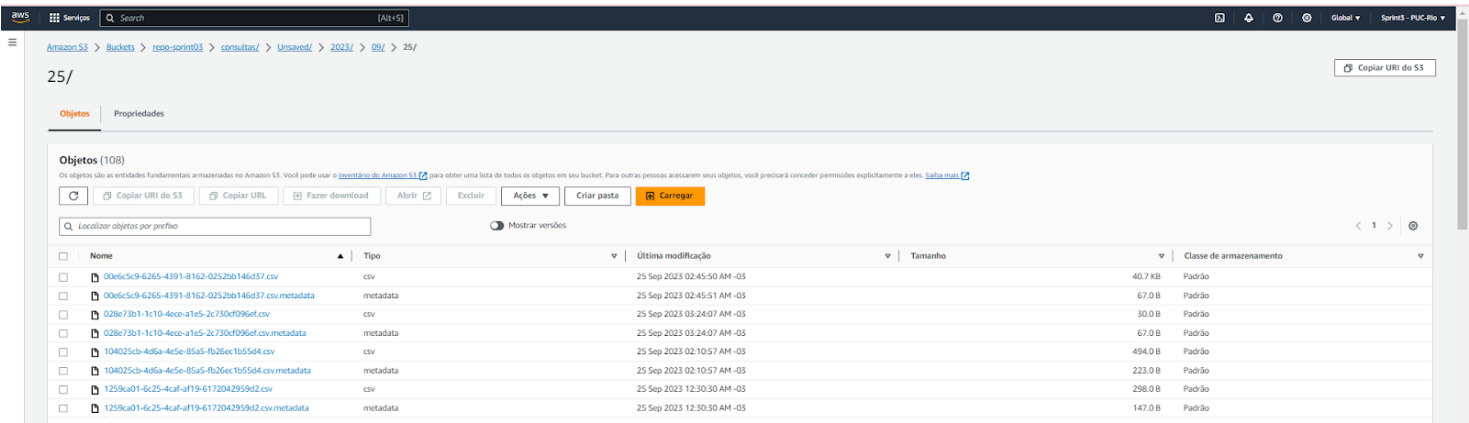 aws Serviços Search [Alt+S] Global Sprint3 - PUC-Rio
Amazon S3 > Buckets > repo-sprint03 > consultas/ > Unsaved/ > 2023/ > 09/ > 25/
25/ Copiar URI do S3
Objetos Propriedades
Objetos (108)
Os objetos são as entidades fundamentais armazenadas no Amazon S3. Você pode usar o inventário do Amazon S3 para obter uma lista de todos os objetos em seu bucket. Para outras pessoas acessarem seus objetos, você precisará conceder permissões explicitamente a eles. Saiba mais
Copiar URI do S3 Copiar URL Fazer download Abrir Excluir Ações Criar pasta Carregar
Localizar objetos por prefixo Mostrar versões < 1 >
Nome Tipo Última modificação Tamanho Classe de armazenamento
00e6c5c9-6265-4391-8162-0252bb146d37.csv csv 25 Sep 2023 02:45:50 AM -03 40.7 KB Padrão
00e6c5c9-6265-4391-8162-0252bb146d37.csv.metadata metadata 25 Sep 2023 02:45:51 AM -03 67.0 B Padrão
028e73b1-1c10-4ece-a1e5-2c730cf096ef.csv csv 25 Sep 2023 03:24:07 AM -03 30.0 B Padrão
028e73b1-1c10-4ece-a1e5-2c730cf096ef.csv.metadata metadata 25 Sep 2023 03:24:07 AM -03 67.0 B Padrão
104025cb-4d6a-4e5e-85a5-fb26ec1b55d4.csv csv 25 Sep 2023 02:10:57 AM -03 494.0 B Padrão
104025cb-4d6a-4e5e-85a5-fb26ec1b55d4.csv.metadata metadata 25 Sep 2023 02:10:57 AM -03 223.0 B Padrão
1259ca01-6c25-4caf-af19-6172042959d2.csv csv 25 Sep 2023 12:30:30 AM -03 298.0 B Padrão
1259ca01-6c25-4caf-af19-6172042959d2.csv.metadata metadata 25 Sep 2023 12:30:30 AM -03 147.0 B Padrão